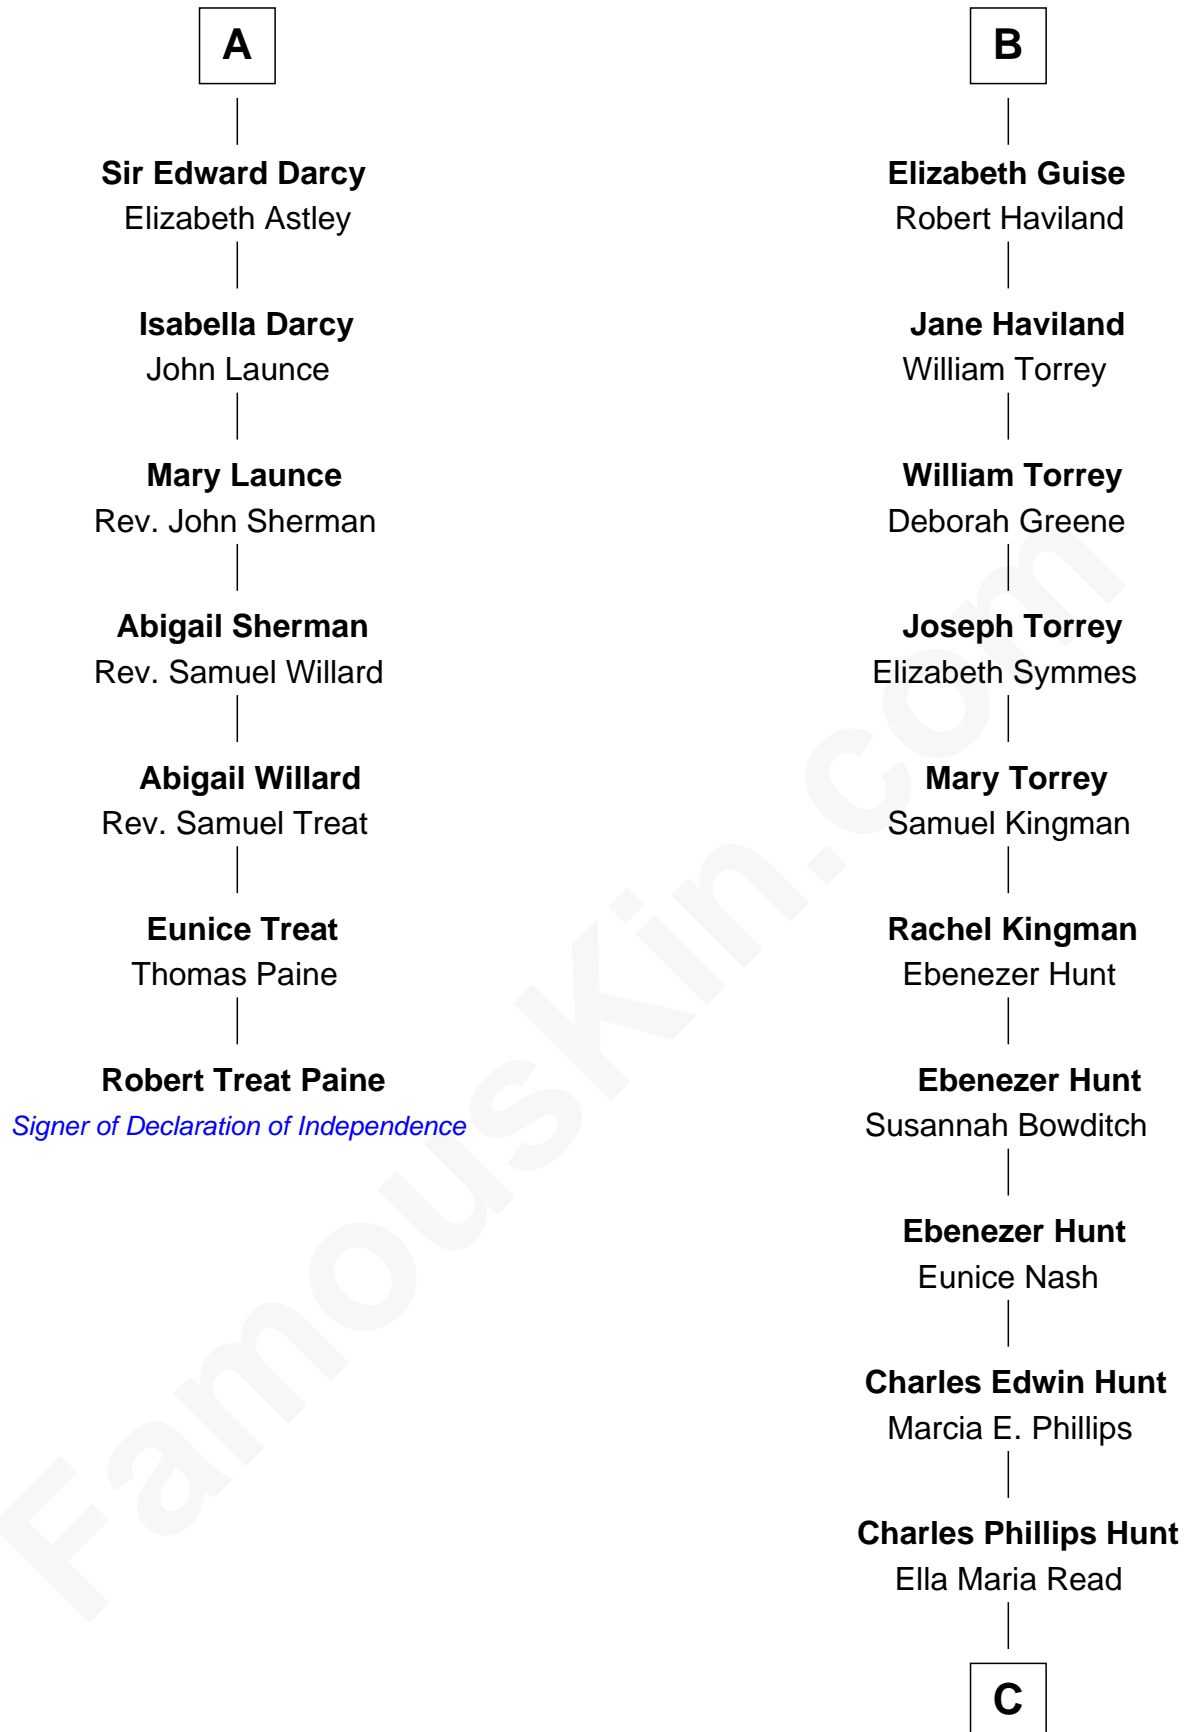 A
Sir Edward Darcy
Elizabeth Astley
Isabella Darcy
John Launce
Mary Launce
Rev. John Sherman
Abigail Sherman
Rev. Samuel Willard
Abigail Willard
Rev. Samuel Treat
Eunice Treat
Thomas Paine
Robert Treat Paine
Signer of Declaration of Independence
B
Elizabeth Guise
Robert Haviland
Jane Haviland
William Torrey
William Torrey
Deborah Greene
Joseph Torrey
Elizabeth Symmes
Mary Torrey
Samuel Kingman
Rachel Kingman
Ebenezer Hunt
Ebenezer Hunt
Susannah Bowditch
Ebenezer Hunt
Eunice Nash
Charles Edwin Hunt
Marcia E. Phillips
Charles Phillips Hunt
Ella Maria Read
C
FamousKin.com